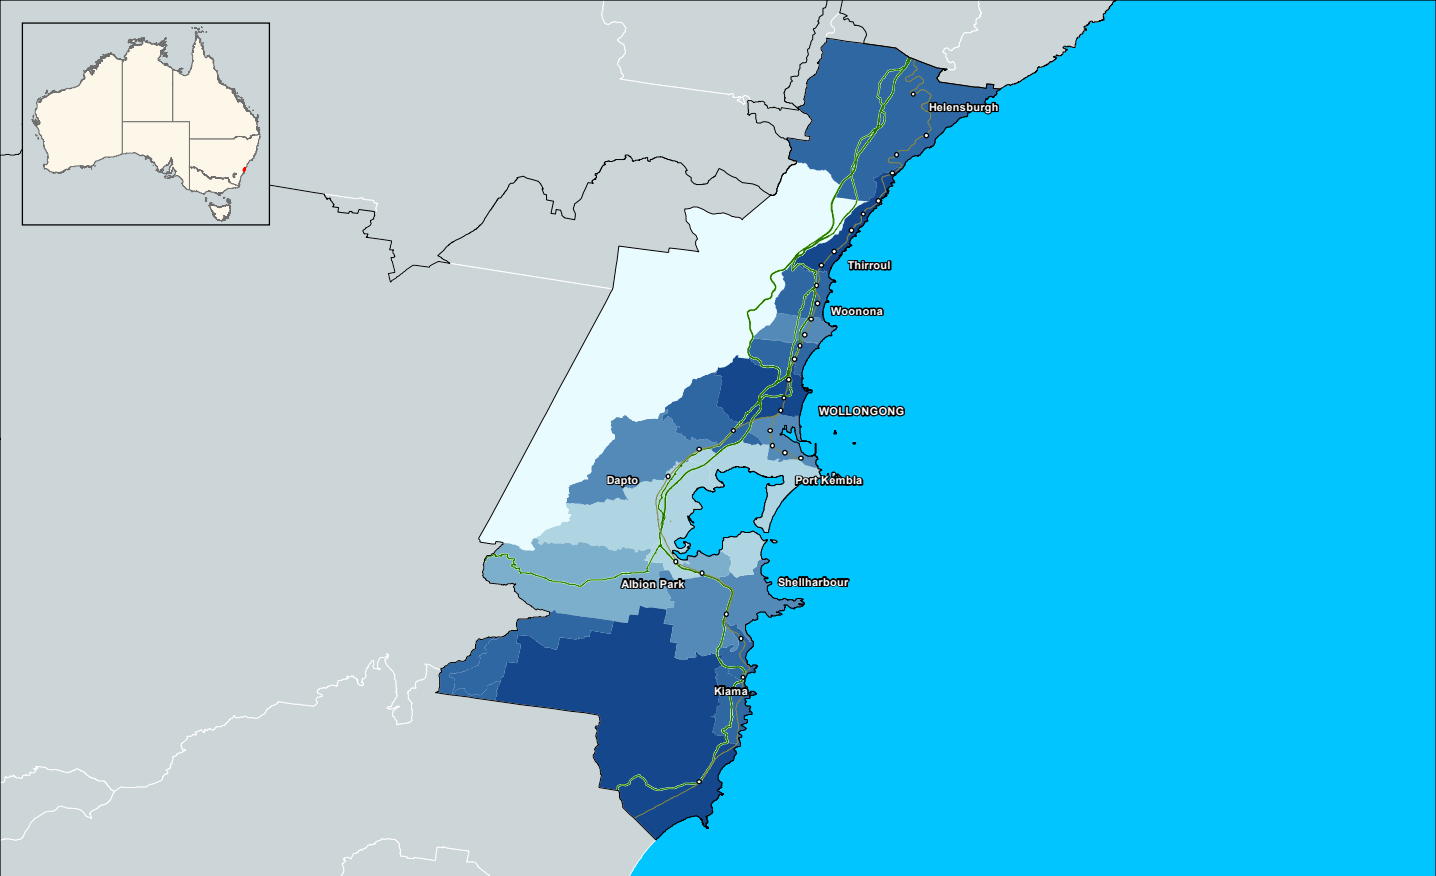 Helensburgh
Thirroul
Woonona
WOLLONGONG
Dapto
Port Kembla
Albion Park
Shellharbour
Kiama